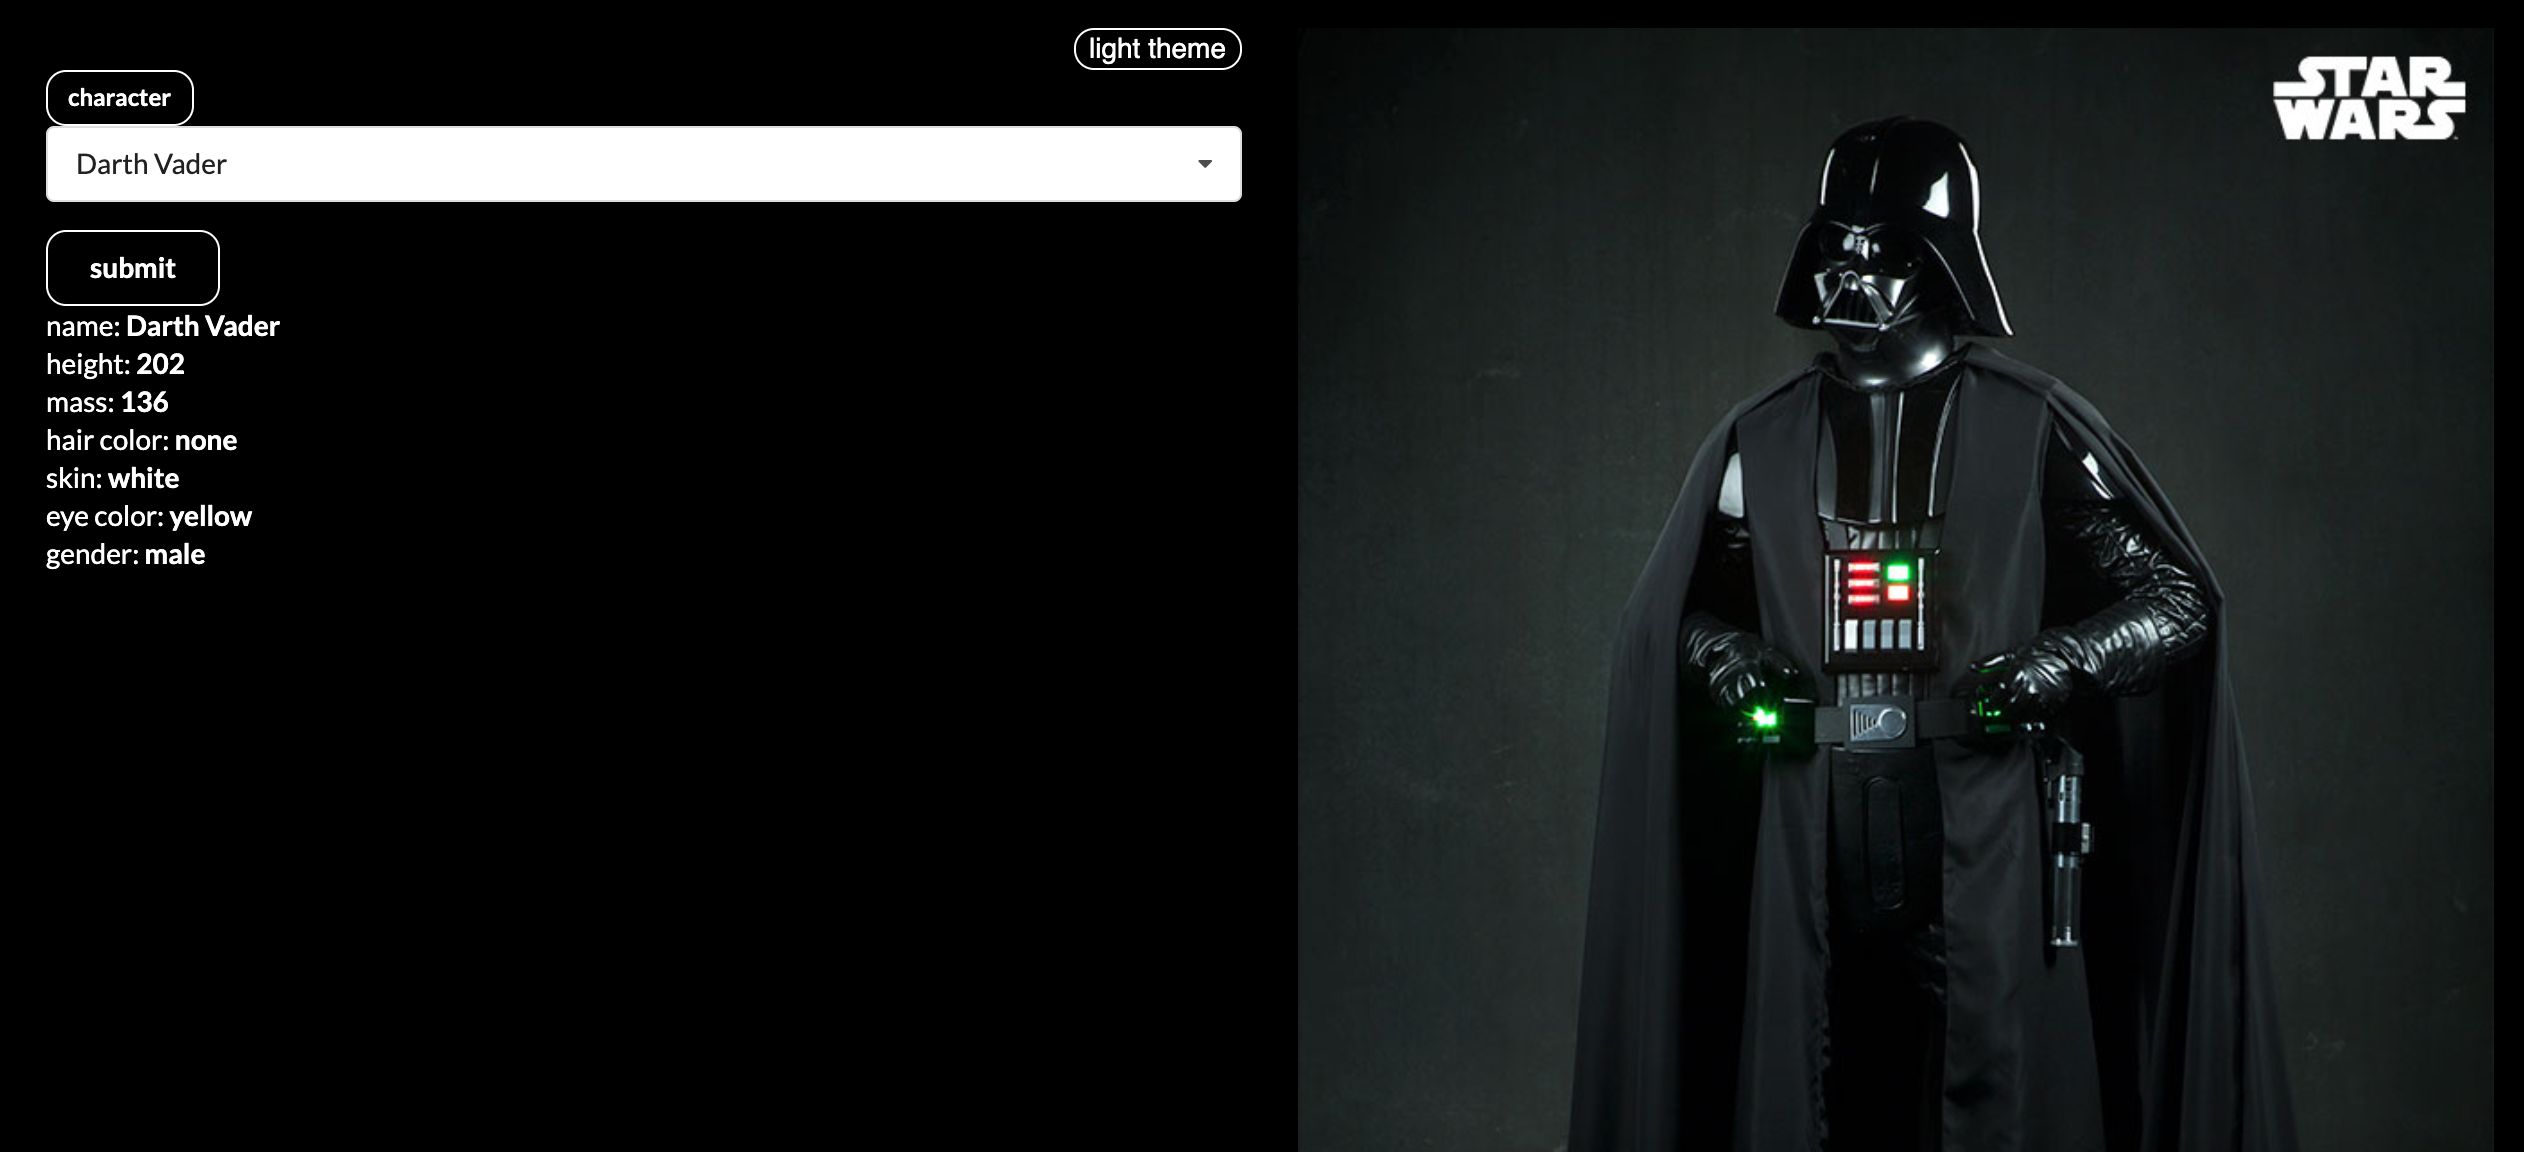 light theme
character
Darth Vader
submit
name: Darth Vader
height: 202
mass: 136
hair color: none
skin: white
eye color: yellow
gender: male
STAR
WARS